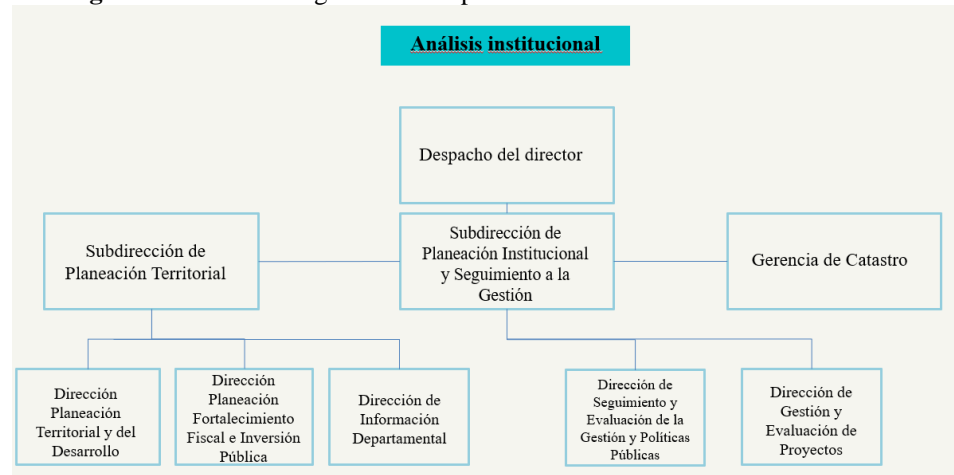 Análisis institucional
Despacho del director
Subdirección de
Planeación Territorial
Subdirección de
Planeación Institucional
y Seguimiento a la
Gestión
Gerencia de Catastro
Dirección
Planeación
Territorial y del
Desarrollo
Dirección
Planeación
Fortalecimiento
Fiscal e Inversión
Pública
Dirección de
Información
Departamental
Dirección de
Seguimiento y
Evaluación de la
Gestión y Políticas
Públicas
Dirección de
Gestión y
Evaluación de
Proyectos